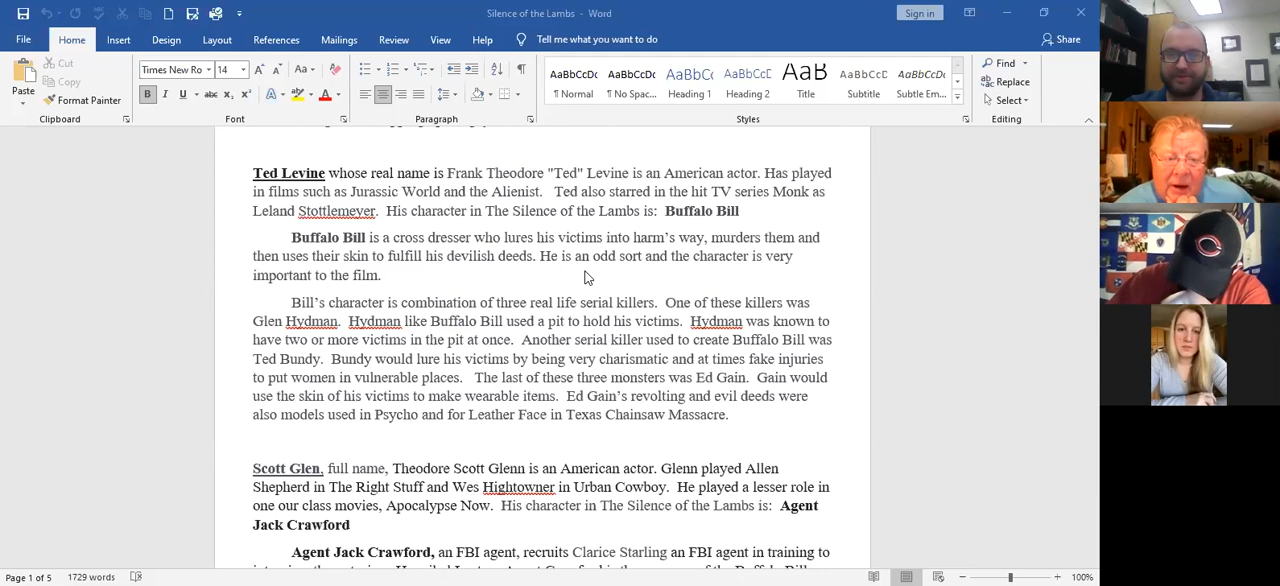 Silence of the Lambs - Word
Sign in
File Home Insert Design Layout References Mailings Review View Help Tell me what you want to do Share
Paste
Cut
Copy
Format Painter
Clipboard
Times New Ro 14
Font
Paragraph
AaBbCcDc AaBbCcDc AaBbC AaBbCcD AaB AaBbCcD AaBbCcD
¶ Normal ¶ No Spac... Heading 1 Heading 2 Title Subtitle Subtle Em...
Styles
Find
Replace
Select
Editing
Ted Levine whose real name is Frank Theodore "Ted" Levine is an American actor. Has played
in films such as Jurassic World and the Alienist. Ted also starred in the hit TV series Monk as
Leland Stottlemeyer. His character in The Silence of the Lambs is: Buffalo Bill
Buffalo Bill is a cross dresser who lures his victims into harm's way, murders them and
then uses their skin to fulfill his devilish deeds. He is an odd sort and the character is very
important to the film.
Bill's character is combination of three real life serial killers. One of these killers was
Glen Hydman. Hydman like Buffalo Bill used a pit to hold his victims. Hydman was known to
have two or more victims in the pit at once. Another serial killer used to create Buffalo Bill was
Ted Bundy. Bundy would lure his victims by being very charismatic and at times fake injuries
to put women in vulnerable places. The last of these three monsters was Ed Gain. Gain would
use the skin of his victims to make wearable items. Ed Gain's revolting and evil deeds were
also models used in Psycho and for Leather Face in Texas Chainsaw Massacre.
Scott Glen, full name, Theodore Scott Glenn is an American actor. Glenn played Allen
Shepherd in The Right Stuff and Wes Hightowner in Urban Cowboy. He played a lesser role in
one our class movies, Apocalypse Now. His character in The Silence of the Lambs is: Agent
Jack Crawford
Agent Jack Crawford, an FBI agent, recruits Clarice Starling an FBI agent in training to
Page 1 of 5 1729 words 100%